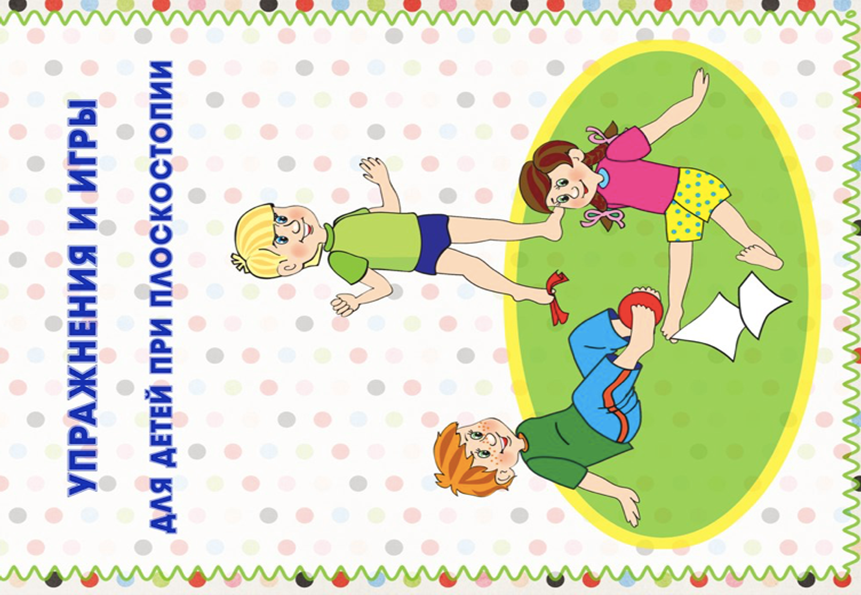 УПРАЖНЕНИЯ И ИГРЫ
ДЛЯ ДЕТЕЙ ПРИ ПЛОСКОСТОПИИ